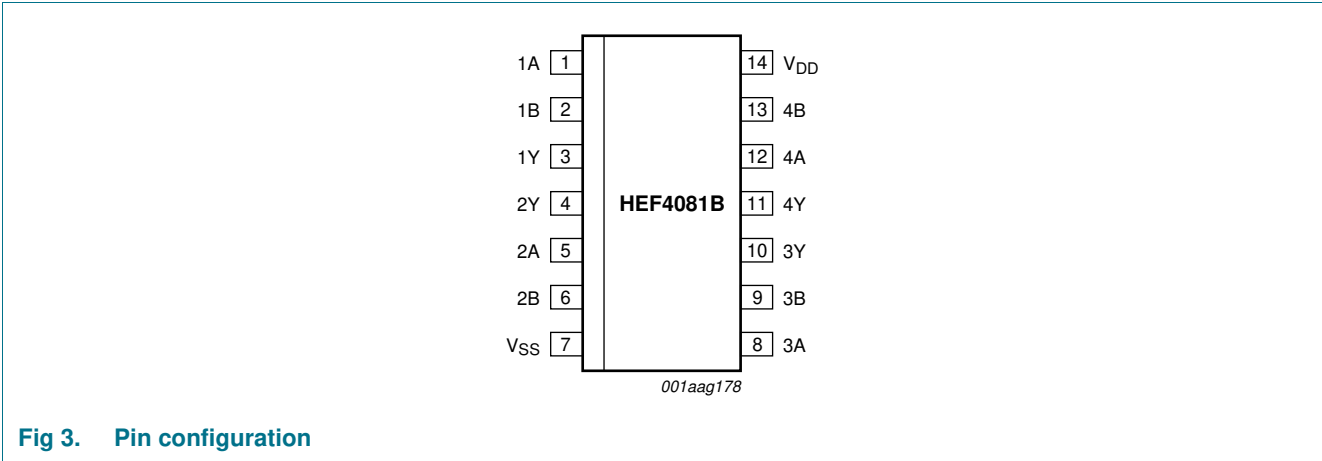 1A 1 14 VDD
1B 2 13 4B
1Y 3 12 4A
2Y 4 HEF4081B 11 4Y
2A 5 10 3Y
2B 6 9 3B
VSS 7 8 3A
001aag178
Fig 3. Pin configuration